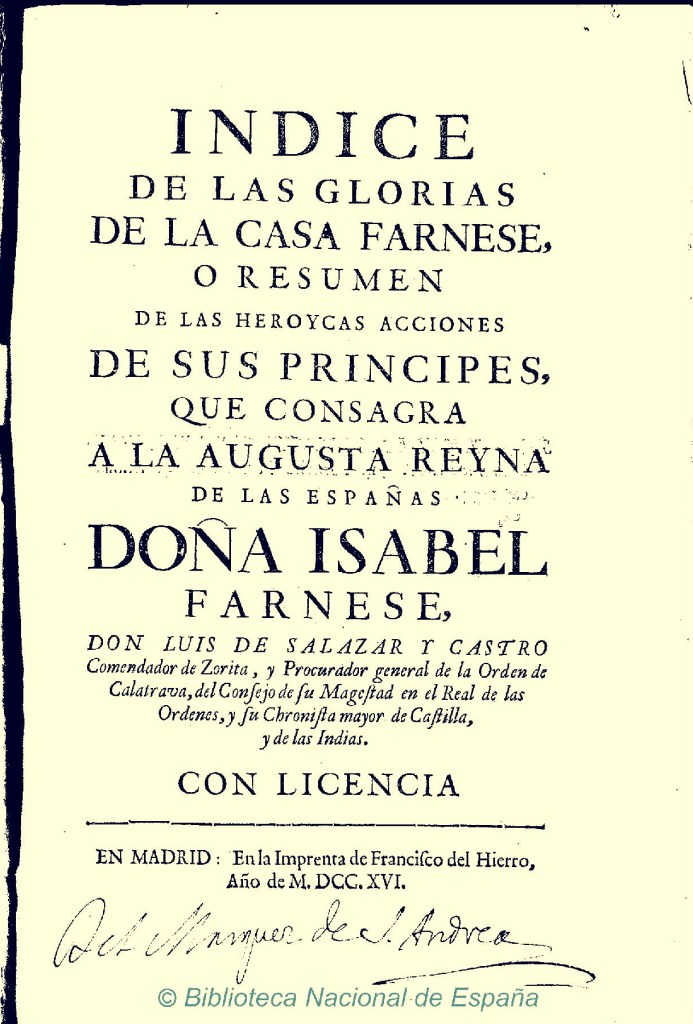 INDICE
DE LAS GLORIAS
DE LA CASA FARNESE,
O RESUMEN
DE LAS HEROYCAS ACCIONES
DE SUS PRINCIPES,
QUE CONSAGRA
A LA AUGUSTA REYNA
DE LAS ESPAÑAS
DOÑA ISABEL
FARNESE,
DON LUIS DE SALAZAR Y CASTRO
Comendador de Zorita, y Procurador general de la Orden de
Calatrava, del Conſejo de ſu Mageſtad en el Real de las
Ordenes, y ſu Chroniſta mayor de Caſtilla,
y de las Indias.
CON LICENCIA
EN MADRID: En la Imprenta de Franciſco del Hierro,
Año de M. DCC. XVI.
Del Marques de S. Andrea
© Biblioteca Nacional de España